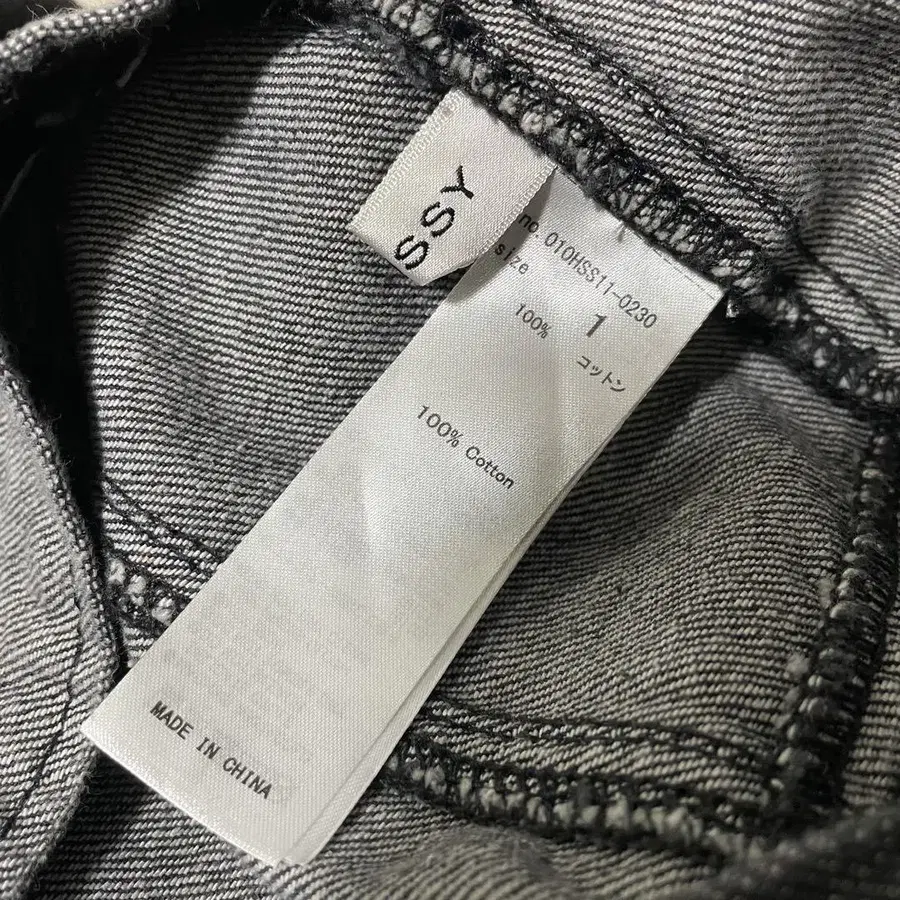 SSY
no. 010HSS11-0230
size 1
100% コットン
100% Cotton
MADE IN CHINA